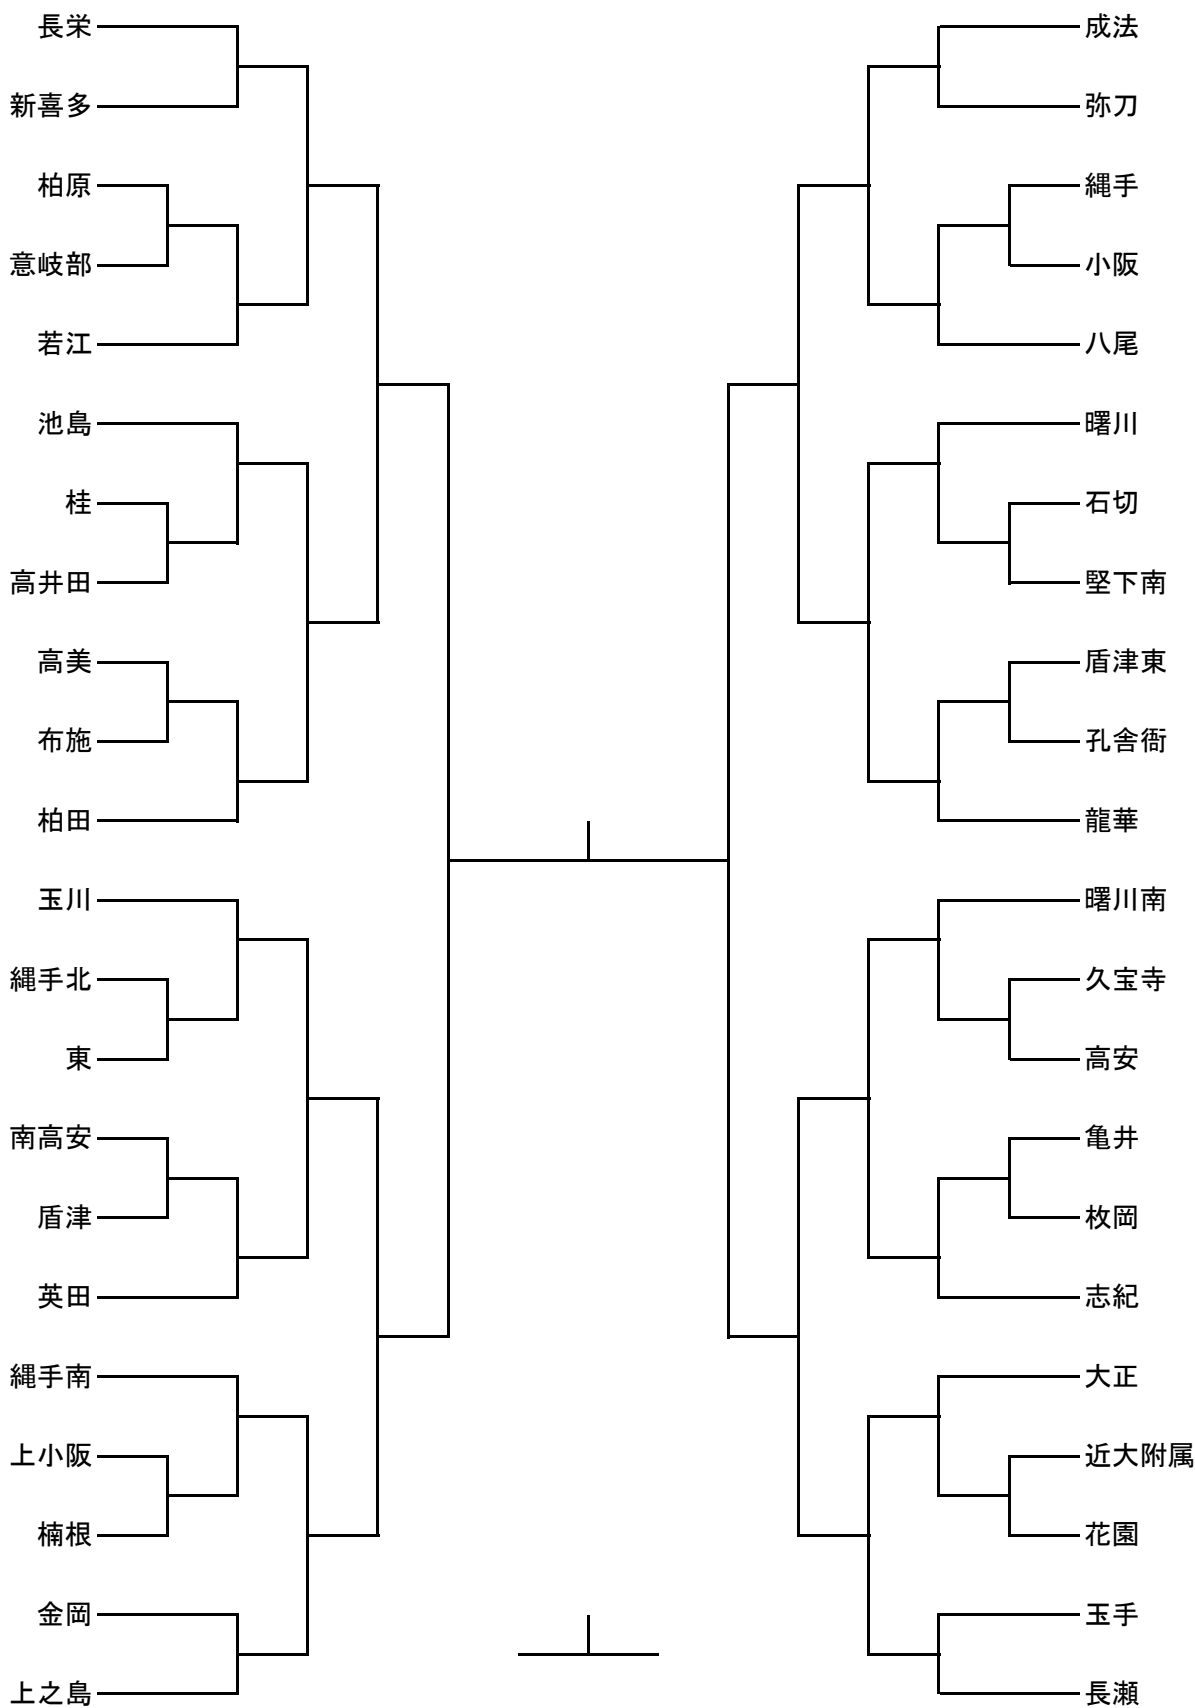 長栄
新喜多
柏原
意岐部
若江
池島
桂
高井田
高美
布施
柏田
玉川
縄手北
東
南高安
盾津
英田
縄手南
上小阪
楠根
金岡
上之島
成法
弥刀
縄手
小阪
八尾
曙川
石切
堅下南
盾津東
孔舎衙
龍華
曙川南
久宝寺
高安
亀井
枚岡
志紀
大正
近大附属
花園
玉手
長瀬